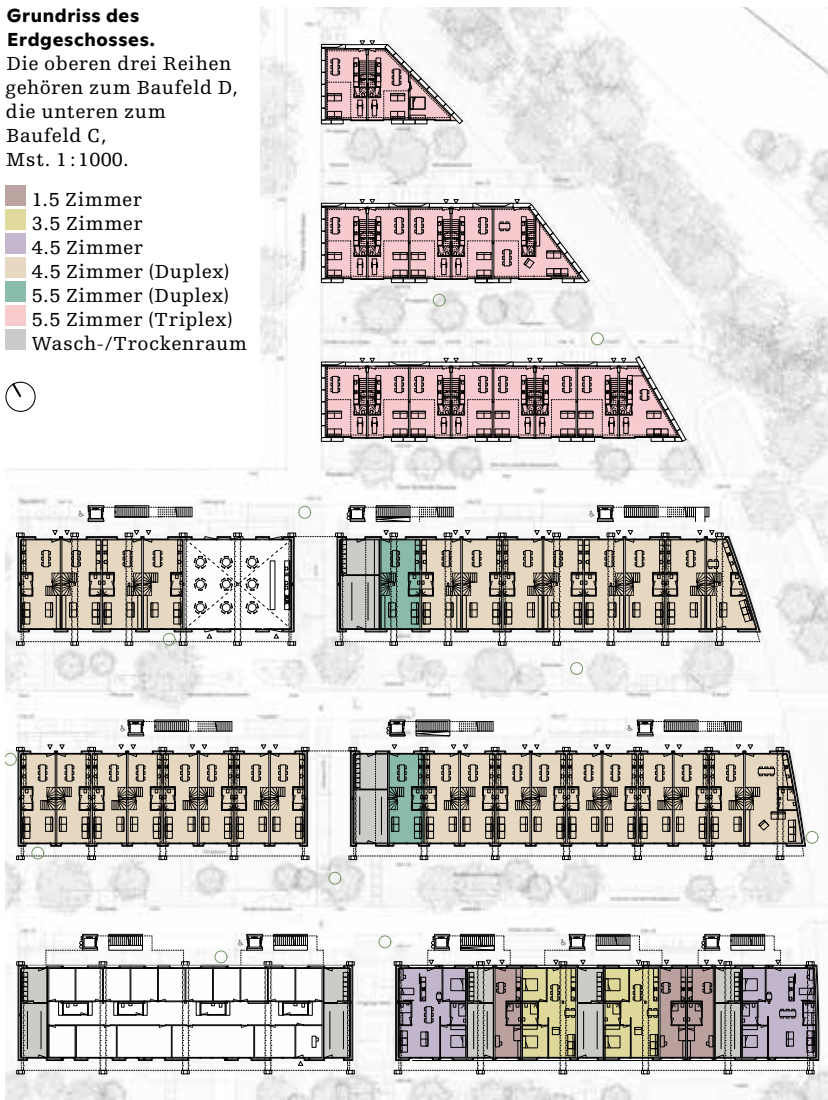 Grundriss des
Erdgeschosses.
Die oberen drei Reihen
gehören zum Baufeld D,
die unteren zum
Baufeld C,
Mst. 1:1000.
1.5 Zimmer
3.5 Zimmer
4.5 Zimmer
4.5 Zimmer (Duplex)
5.5 Zimmer (Duplex)
5.5 Zimmer (Triplex)
Wasch-/Trockenraum